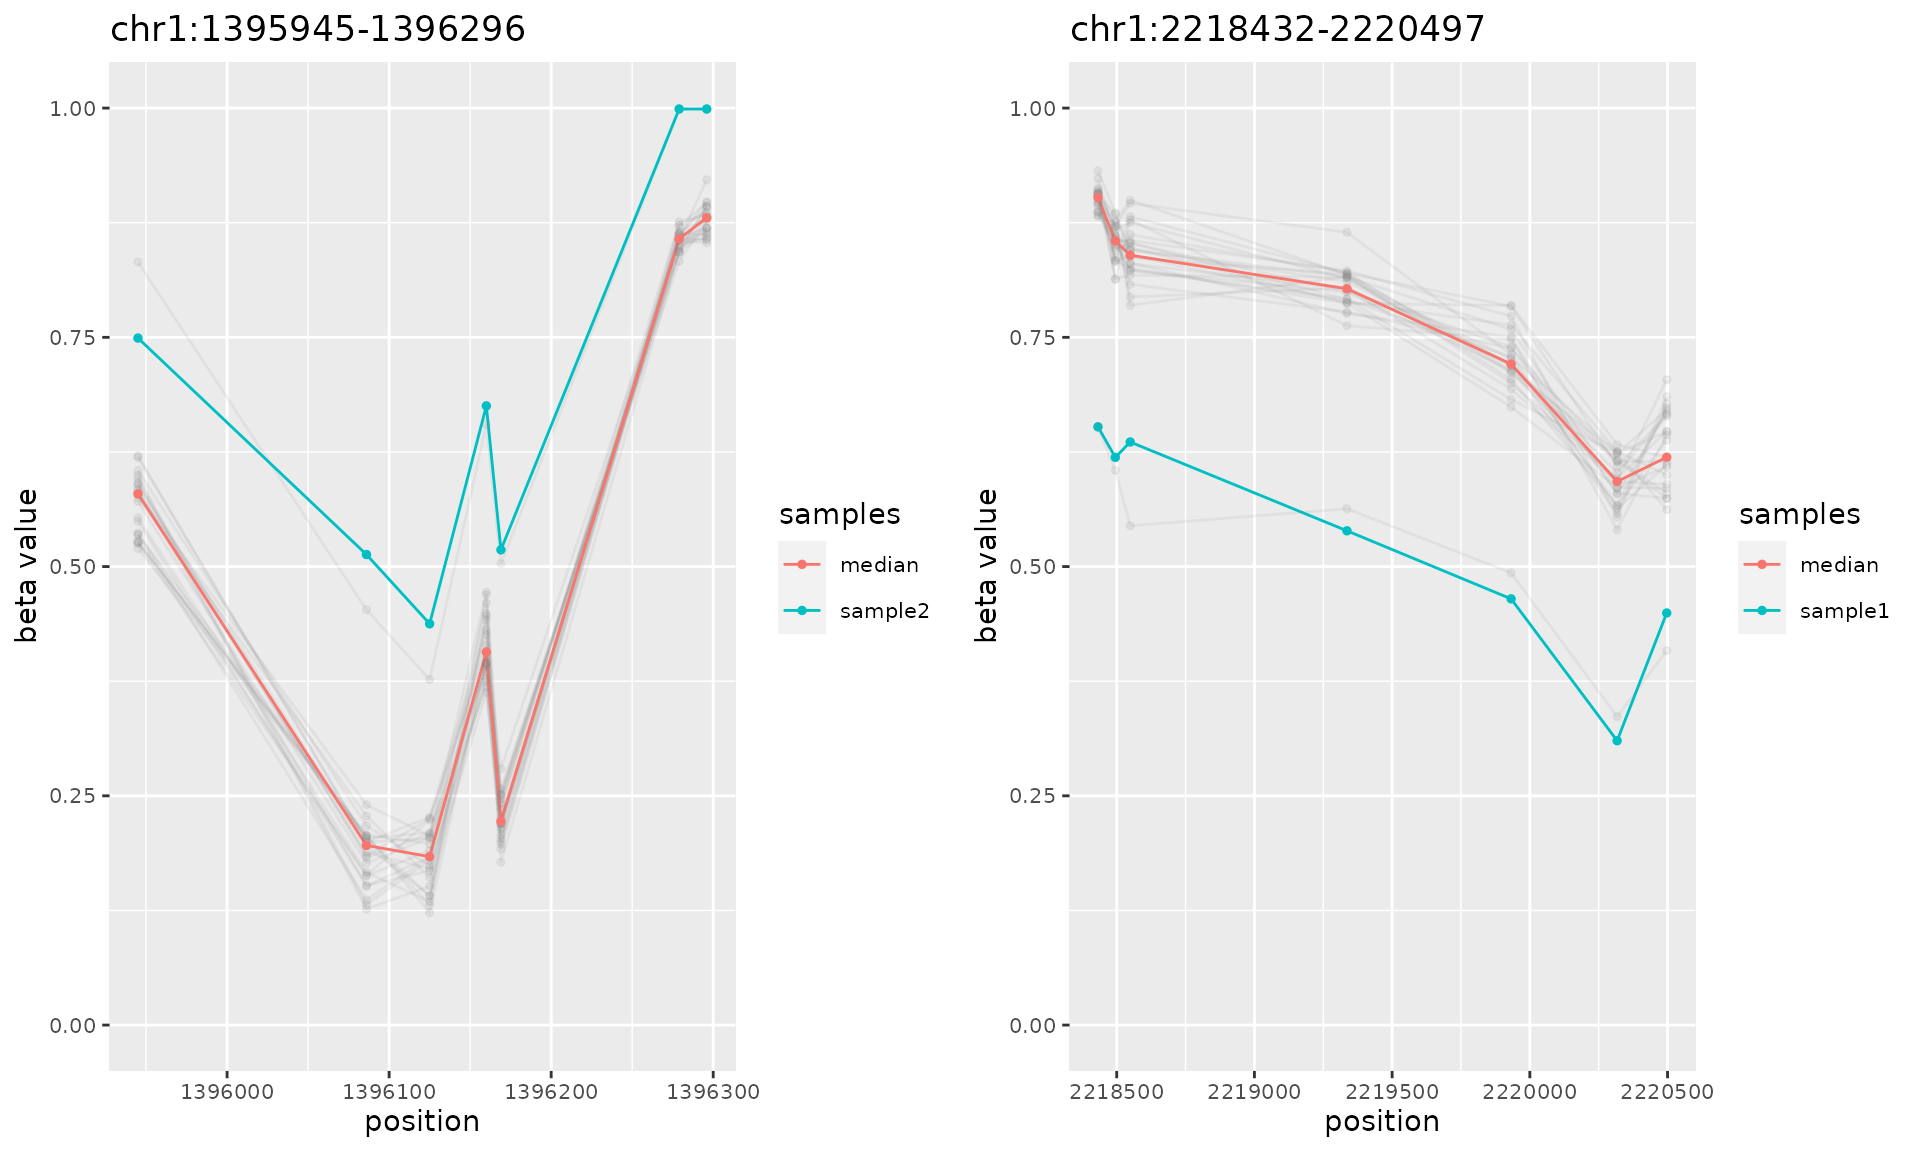 chr1:1395945-1396296
beta value
1.00
0.75
0.50
0.25
0.00
1396000 1396100 1396200 1396300
position
samples
median
sample2
chr1:2218432-2220497
beta value
1.00
0.75
0.50
0.25
0.00
2218500 2219000 2219500 2220000 2220500
position
samples
median
sample1